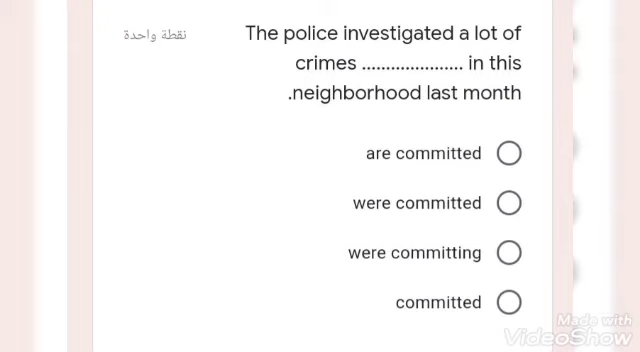 نقطة واحدة
The police investigated a lot of
crimes ..................... in this
.neighborhood last month
are committed
were committed
were committing
committed
Made with
VideoShow